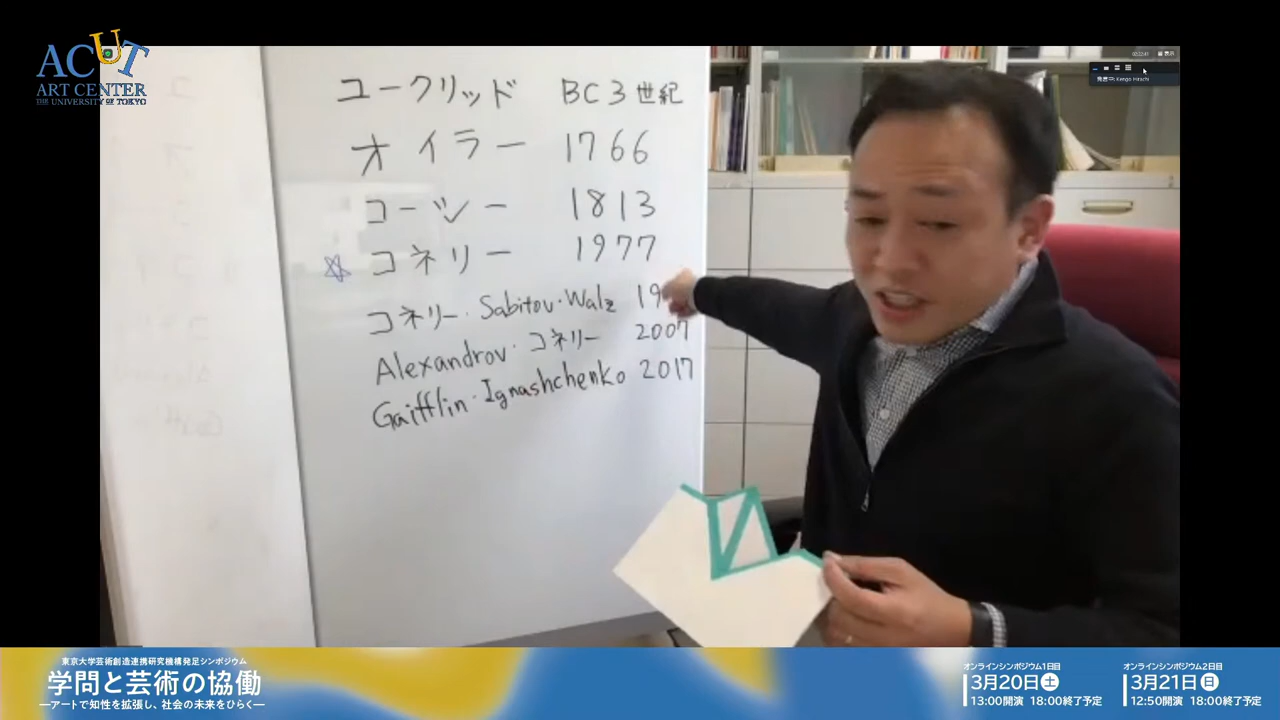 ACUT
ART CENTER
THE UNIVERSITY OF TOKYO
ユークリッド BC3世紀
オイラー 1766
コーシー 1813
コネリー 1977
コネリー・Sabitov・Walz 19
Alexandrov・コネリー 2007
Gaifflin・Ignashchenko 2017
表示
発言中: Kengo Hirachi
東京大学芸術創造連携研究機構発足シンポジウム
学問と芸術の協働
―アートで知性を拡張し、社会の未来をひらく―
オンラインシンポジウム1日目
3月20日 土
13:00開演 18:00終了予定
オンラインシンポジウム2日目
3月21日 日
12:50開演 18:00終了予定